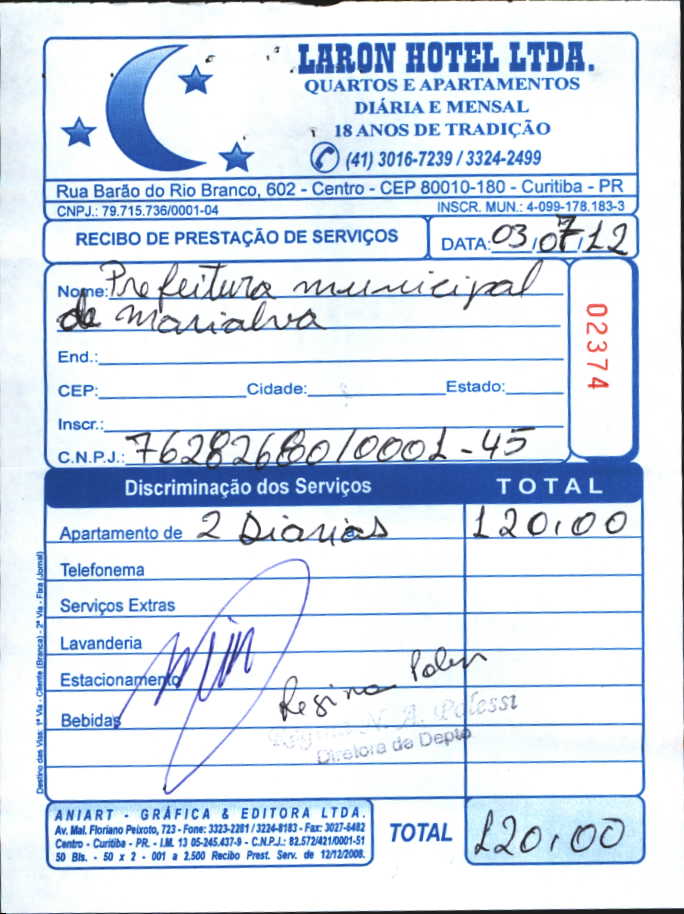 LARON HOTEL LTDA.
QUARTOS E APARTAMENTOS
DIÁRIA E MENSAL
18 ANOS DE TRADIÇÃO
(41) 3016-7239 / 3324-2499
Rua Barão do Rio Branco, 602 - Centro - CEP 80010-180 - Curitiba - PR
CNPJ.: 79.715.736/0001-04 INSCR. MUN.: 4-099-178.183-3
RECIBO DE PRESTAÇÃO DE SERVIÇOS DATA: 03/07/12
Nome: Prefeitura municipal
de Marialva
02374
End.:
CEP: Cidade: Estado:
Inscr.:
C.N.P.J.: 76282680/0001-45
Discriminação dos Serviços TOTAL
Apartamento de 2 Diarias 120,00
Telefonema
Serviços Extras
Lavanderia
Estacionamento
Bebidas
Regina
N. A. Polessi
Diretora de Depto
Destino das Vias: 1ª Via - Cliente (Branca) - 2ª Via - Fixa (Jornal)
ANIART - GRÁFICA & EDITORA LTDA.
Av. Mal. Floriano Peixoto, 723 - Fone: 3323-2281 / 3224-8183 - Fax: 3027-6482
Centro - Curitiba - PR. - I.M. 13 05-245.437-9 - C.N.P.J.: 82.572/421/0001-51
50 Bls. - 50 x 2 - 001 a 2.500 Recibo Prest. Serv. de 12/12/2008.
TOTAL 120,00